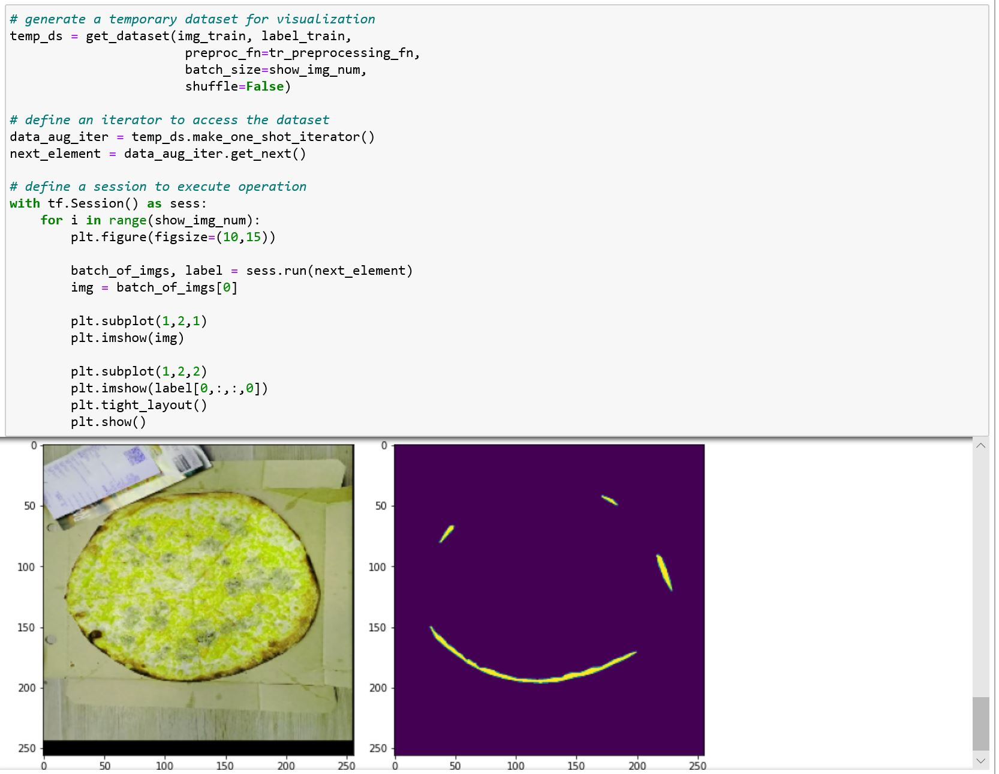 # generate a temporary dataset for visualization
temp_ds = get_dataset(img_train, label_train,
                       preproc_fn=tr_preprocessing_fn,
                       batch_size=show_img_num,
                       shuffle=False)
# define an iterator to access the dataset
data_aug_iter = temp_ds.make_one_shot_iterator()
next_element = data_aug_iter.get_next()
# define a session to execute operation
with tf.Session() as sess:
    for i in range(show_img_num):
        plt.figure(figsize=(10,15))
        batch_of_imgs, label = sess.run(next_element)
        img = batch_of_imgs[0]
        plt.subplot(1,2,1)
        plt.imshow(img)
        plt.subplot(1,2,2)
        plt.imshow(label[0,:,:,0])
        plt.tight_layout()
        plt.show()
0
50
100
150
200
250
0 50 100 150 200 250
0
50
100
150
200
250
0 50 100 150 200 250